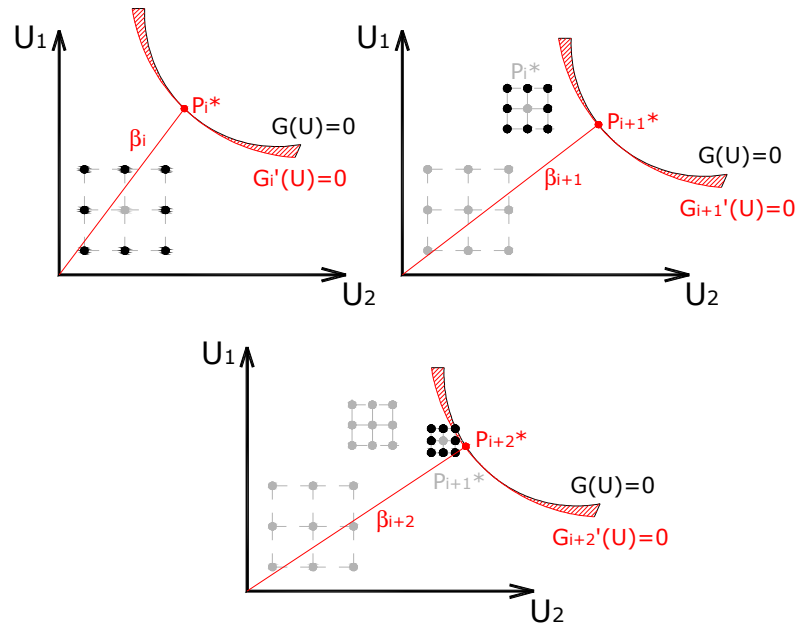 U1
Pi*
βi
G(U)=0
Gi'(U)=0
U2
U1
Pi*
Pi+1*
βi+1
G(U)=0
Gi+1'(U)=0
U2
U1
Pi+2*
Pi+1*
βi+2
G(U)=0
Gi+2'(U)=0
U2